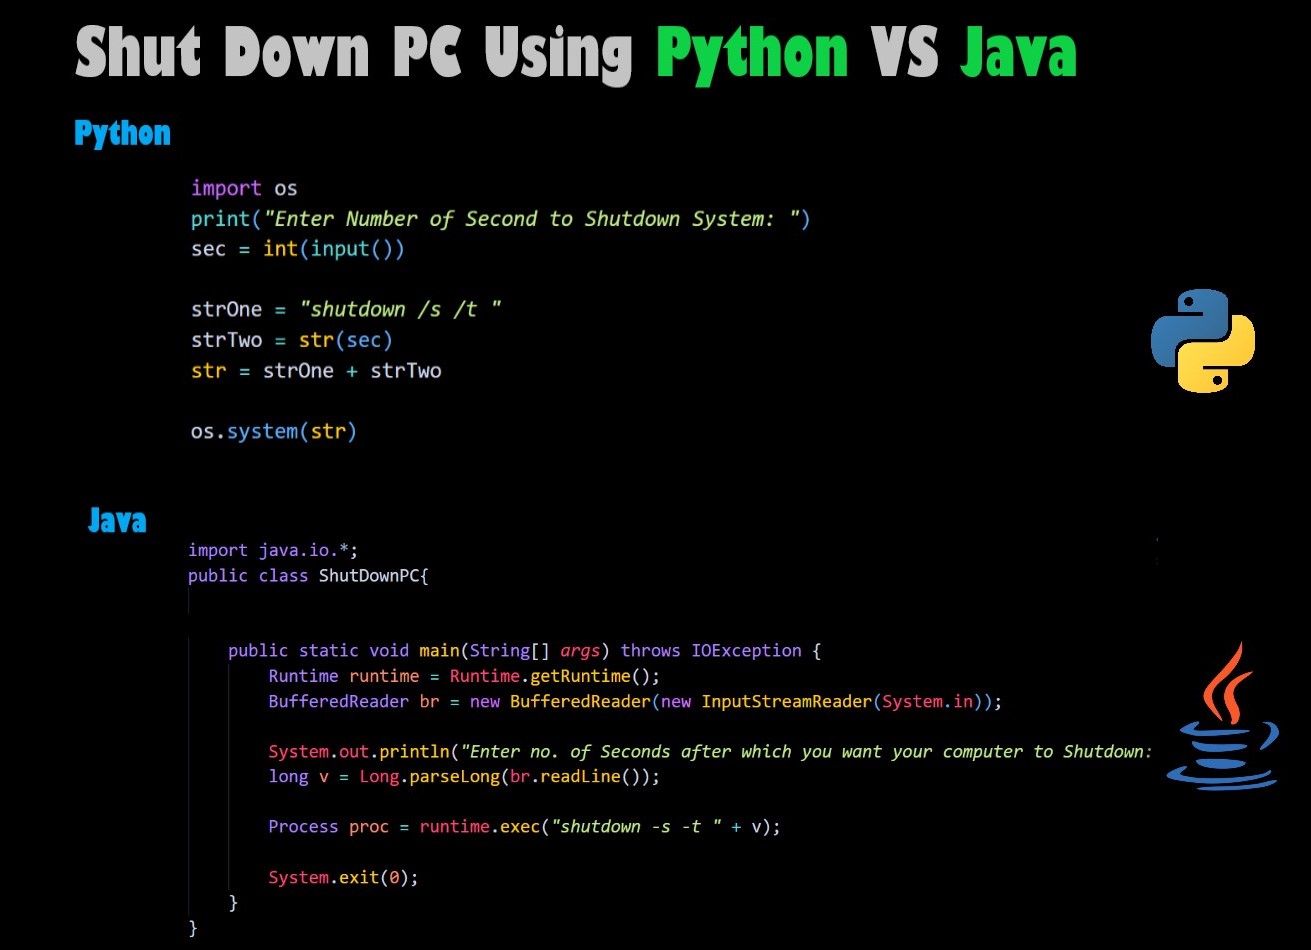 Shut Down PC Using Python VS Java
Python
import os
print("Enter Number of Second to Shutdown System: ")
sec = int(input())
strOne = "shutdown /s /t "
strTwo = str(sec)
str = strOne + strTwo
os.system(str)
Java
import java.io.*;
public class ShutDownPC{
public static void main(String[] args) throws IOException {
Runtime runtime = Runtime.getRuntime();
BufferedReader br = new BufferedReader(new InputStreamReader(System.in));
System.out.println("Enter no. of Seconds after which you want your computer to Shutdown:
long v = Long.parseLong(br.readLine());
Process proc = runtime.exec("shutdown -s -t " + v);
System.exit(0);
}
}